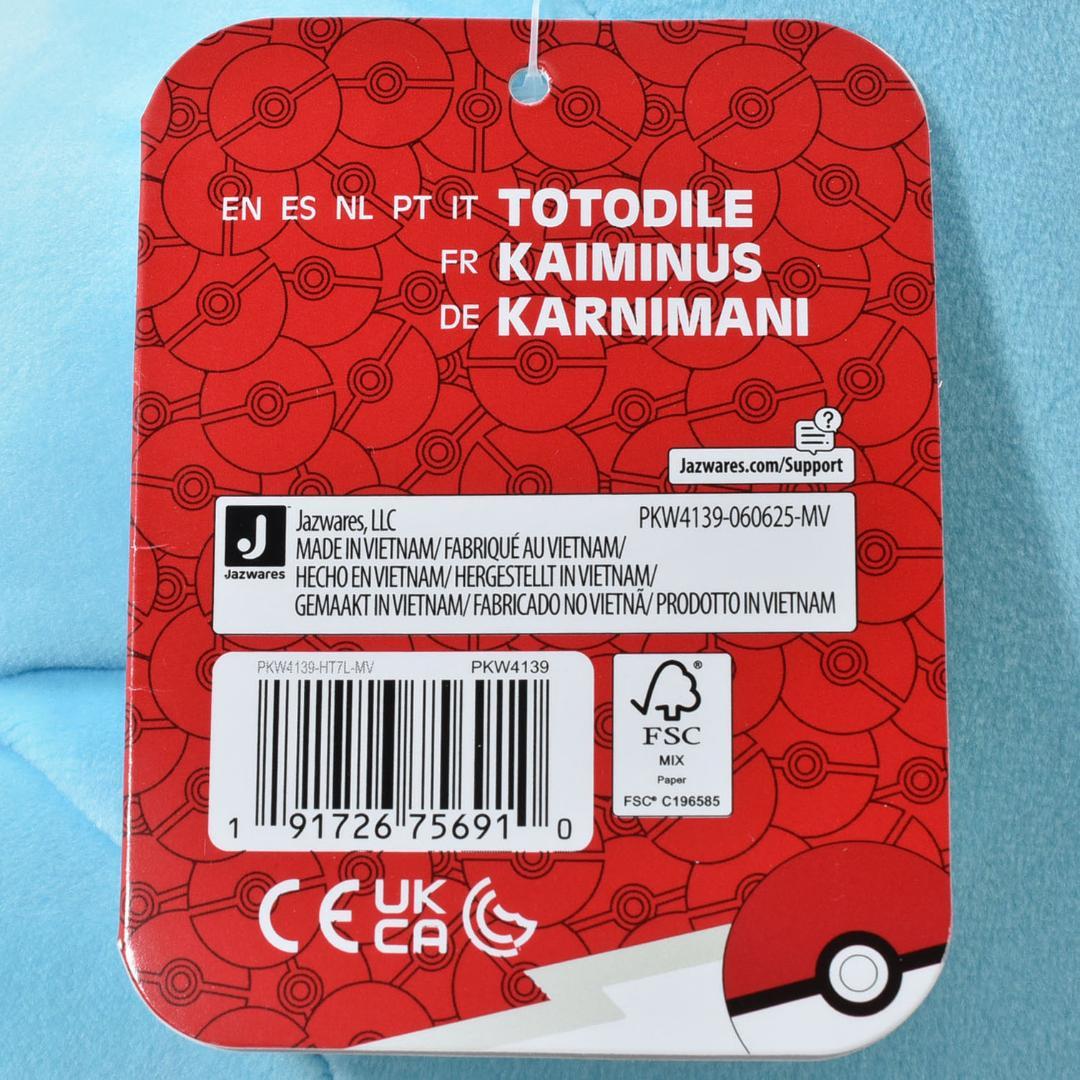 EN ES NL PT IT TOTODILE
FR KAIMINUS
DE KARNIMANI
?
Jazwares.com/Support
J
Jazwares
Jazwares, LLC PKW4139-060625-MV
MADE IN VIETNAM/ FABRIQUÉ AU VIETNAM/
HECHO EN VIETNAM/ HERGESTELLT IN VIETNAM/
GEMAAKT IN VIETNAM/ FABRICADO NO VIETNÃ/ PRODOTTO IN VIETNAM
PKW4139-HT7L-MV PKW4139
1 91726 75691 0
®
FSC
MIX
Paper
FSC® C196585
CE UK
CA